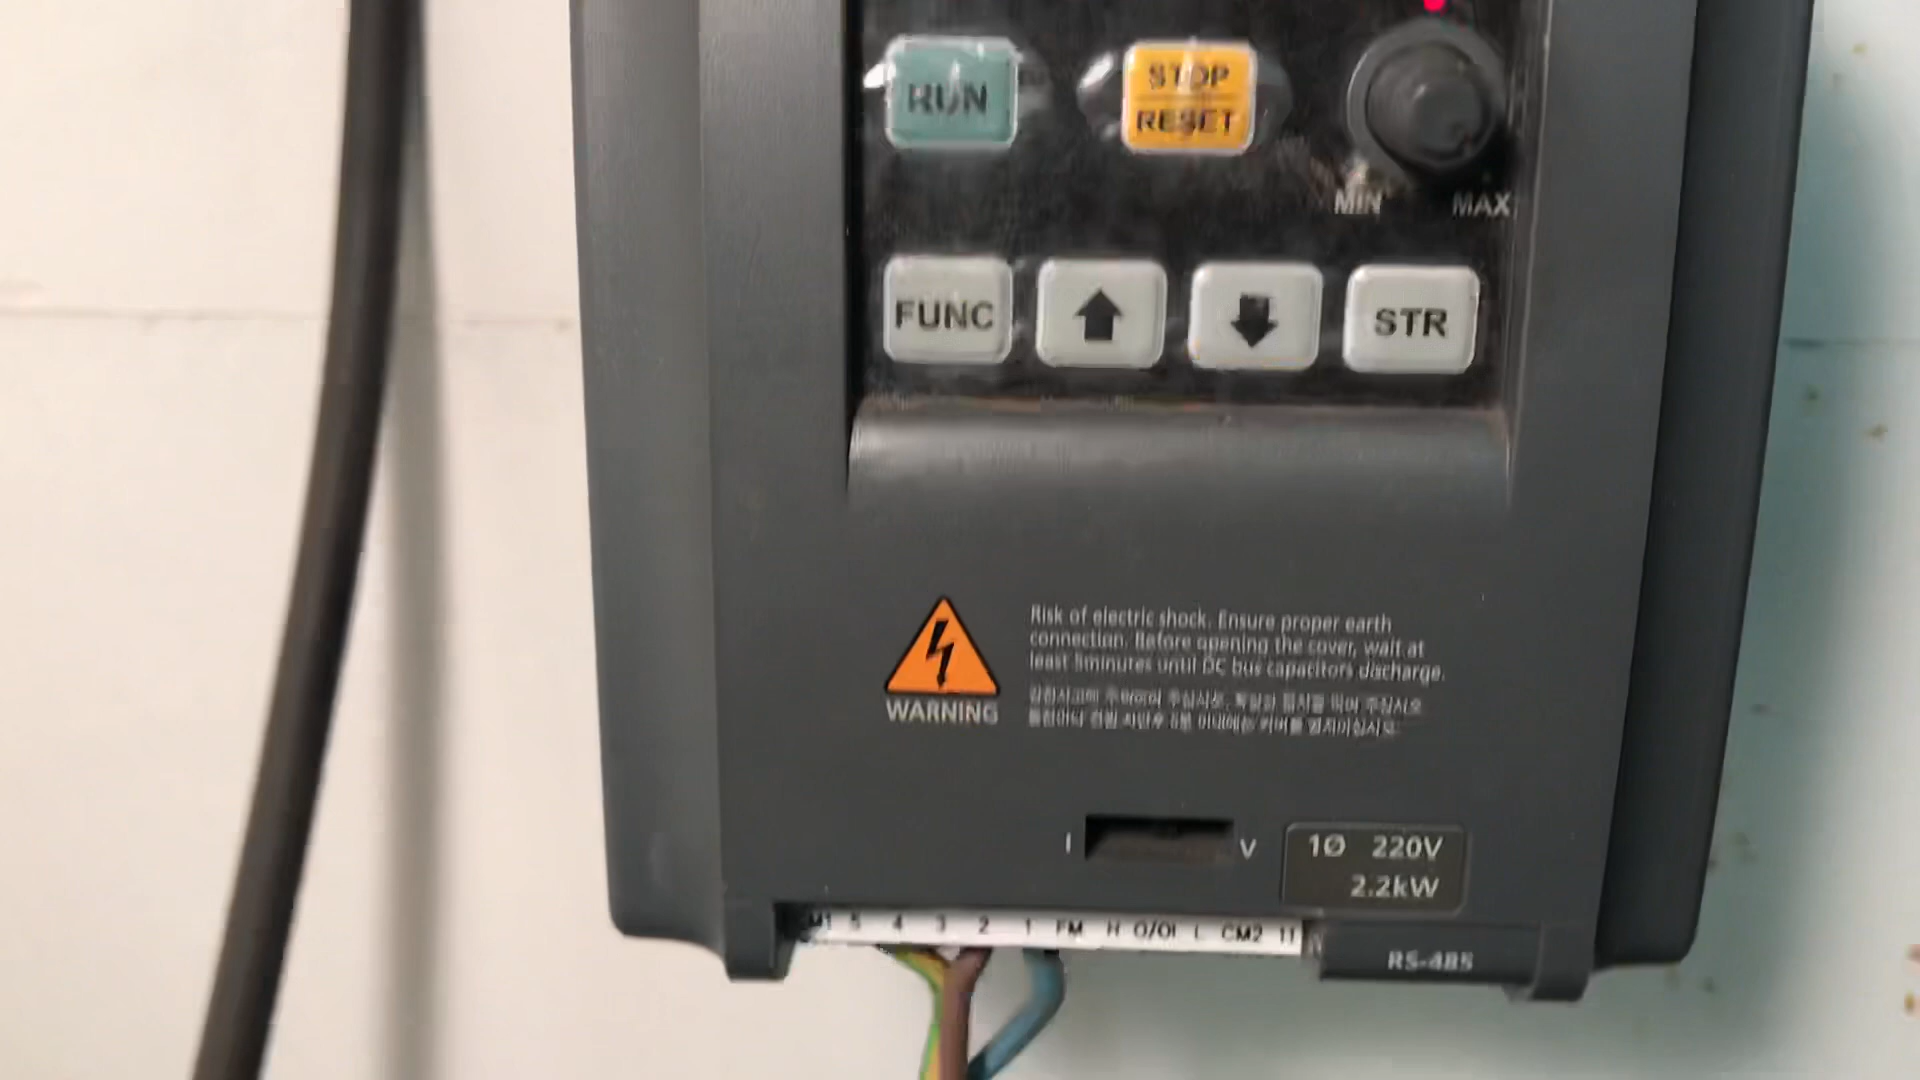 RUN
STOP
RESET
MIN MAX
FUNC
STR
Risk of electric shock. Ensure proper earth
connection. Before opening the cover, wait at
least 5minutes until DC bus capacitors discharge.
WARNING
I V
1Ø 220V
2.2kW
5 4 3 2 1 FM H O/OI L CM2 11
RS-485